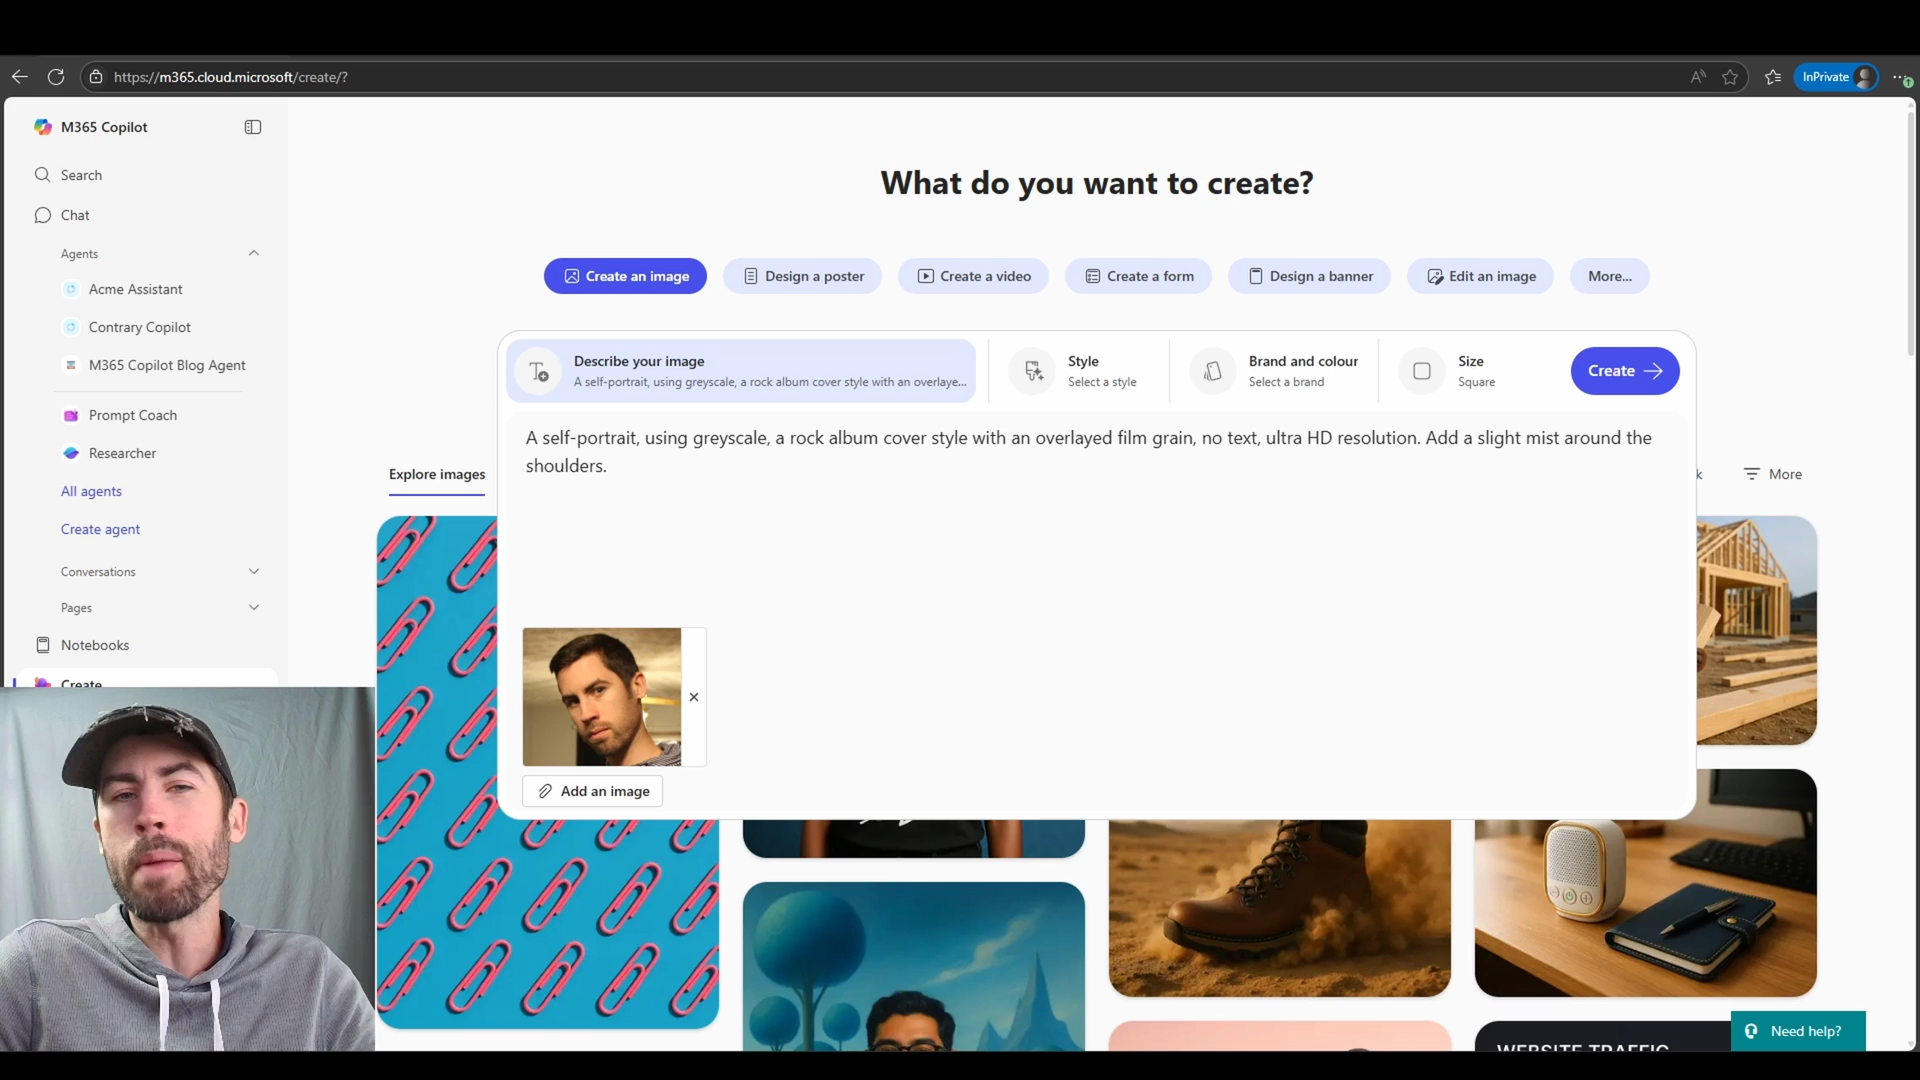 https://m365.cloud.microsoft/create/?
InPrivate
M365 Copilot
Search
Chat
Agents
Acme Assistant
Contrary Copilot
M365 Copilot Blog Agent
Prompt Coach
Researcher
All agents
Create agent
Conversations
Pages
Notebooks
Create
What do you want to create?
Create an image
Design a poster
Create a video
Create a form
Design a banner
Edit an image
More...
Describe your image
A self-portrait, using greyscale, a rock album cover style with an overlaye...
Style
Select a style
Brand and colour
Select a brand
Size
Square
Create
A self-portrait, using greyscale, a rock album cover style with an overlayed film grain, no text, ultra HD resolution. Add a slight mist around the
shoulders.
Add an image
Explore images
More
WEBSITE TRAFFIC
Need help?